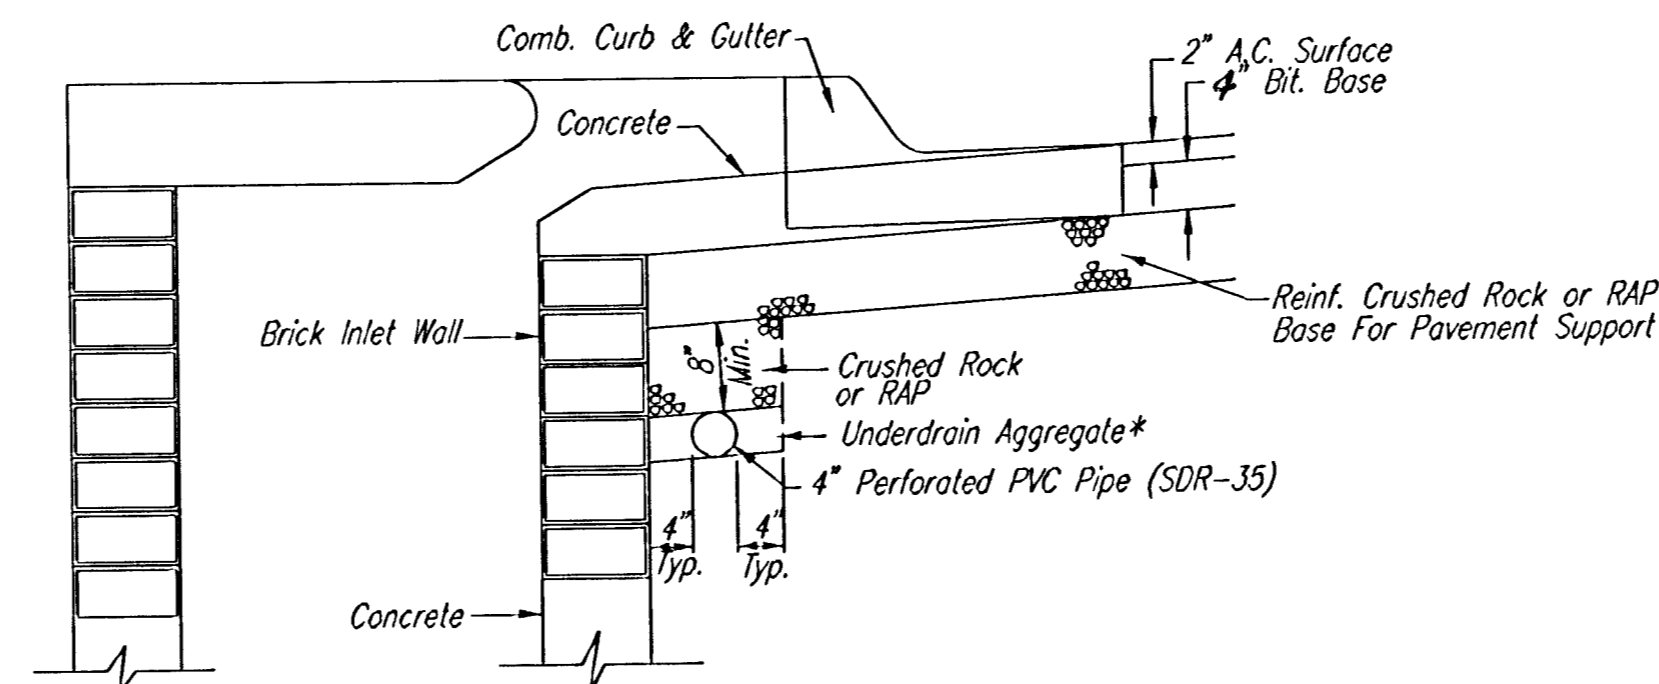 Comb. Curb & Gutter
2" A.C. Surface
4" Bit. Base
Concrete
Reinf. Crushed Rock or RAP
Base For Pavement Support
Brick Inlet Wall
8"
Min.
Crushed Rock
or RAP
Underdrain Aggregate*
4" Perforated PVC Pipe (SDR-35)
4"
Typ.
4"
Typ.
Concrete